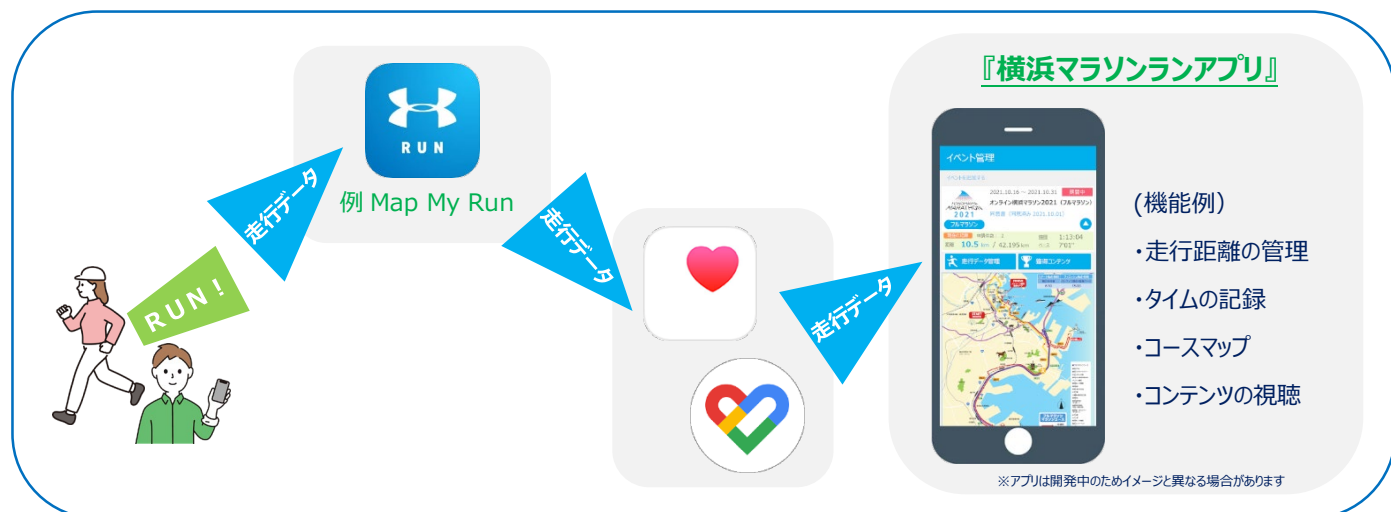 RUN!
走行データ
RUN
例 Map My Run
走行データ
走行データ
『横浜マラソンランアプリ』
イベント管理
2021.10.16 ～ 2021.10.31
オンライン横浜マラソン2021（フルマラソン）
2021
フルマラソン
1:13:04
10.5 km / 42.195 km
7'01"
走行データ管理
(機能例）
・走行距離の管理
・タイムの記録
・コースマップ
・コンテンツの視聴
※アプリは開発中のためイメージと異なる場合があります